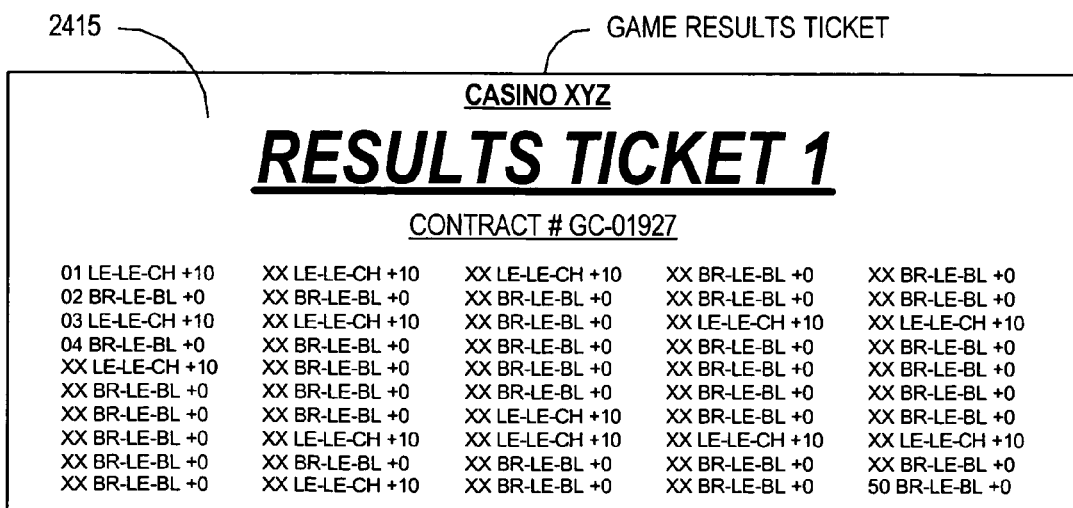 2415
GAME RESULTS TICKET
CASINO XYZ
RESULTS TICKET 1
CONTRACT # GC-01927
01 LE-LE-CH +10 XX LE-LE-CH +10 XX LE-LE-CH +10 XX BR-LE-BL +0 XX BR-LE-BL +0
02 BR-LE-BL +0 XX BR-LE-BL +0 XX BR-LE-BL +0 XX BR-LE-BL +0 XX BR-LE-BL +0
03 LE-LE-CH +10 XX LE-LE-CH +10 XX BR-LE-BL +0 XX LE-LE-CH +10 XX LE-LE-CH +10
04 BR-LE-BL +0 XX BR-LE-BL +0 XX BR-LE-BL +0 XX BR-LE-BL +0 XX BR-LE-BL +0
XX LE-LE-CH +10 XX BR-LE-BL +0 XX BR-LE-BL +0 XX BR-LE-BL +0 XX BR-LE-BL +0
XX BR-LE-BL +0 XX BR-LE-BL +0 XX BR-LE-BL +0 XX BR-LE-BL +0 XX BR-LE-BL +0
XX BR-LE-BL +0 XX BR-LE-BL +0 XX LE-LE-CH +10 XX BR-LE-BL +0 XX BR-LE-BL +0
XX BR-LE-BL +0 XX LE-LE-CH +10 XX LE-LE-CH +10 XX LE-LE-CH +10 XX LE-LE-CH +10
XX BR-LE-BL +0 XX BR-LE-BL +0 XX BR-LE-BL +0 XX BR-LE-BL +0 XX BR-LE-BL +0
XX BR-LE-BL +0 XX LE-LE-CH +10 XX BR-LE-BL +0 XX BR-LE-BL +0 50 BR-LE-BL +0